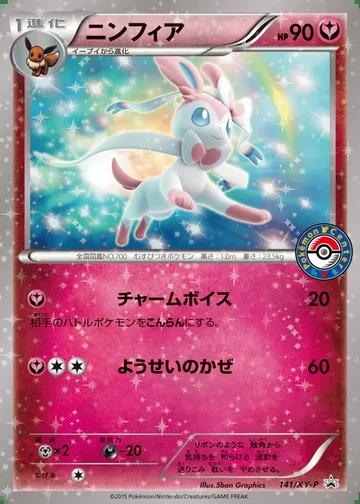 1進化 ニンフィア HP90
イーブイから進化
全国図鑑NO.700 むすびつきポケモン 高さ:1.0m 重さ:23.5kg
Pokémon Center
チャームボイス 20
相手のバトルポケモンをこんらんにする。
ようせいのかぜ 60
×2 -20
にげる
リボンのような 触角から
気持ちを 和らげる 波動を
送り 戦いを やめさせる。
Illus.5ban Graphics 141/XY-P
©2015 Pokémon/Nintendo/Creatures/GAME FREAK.